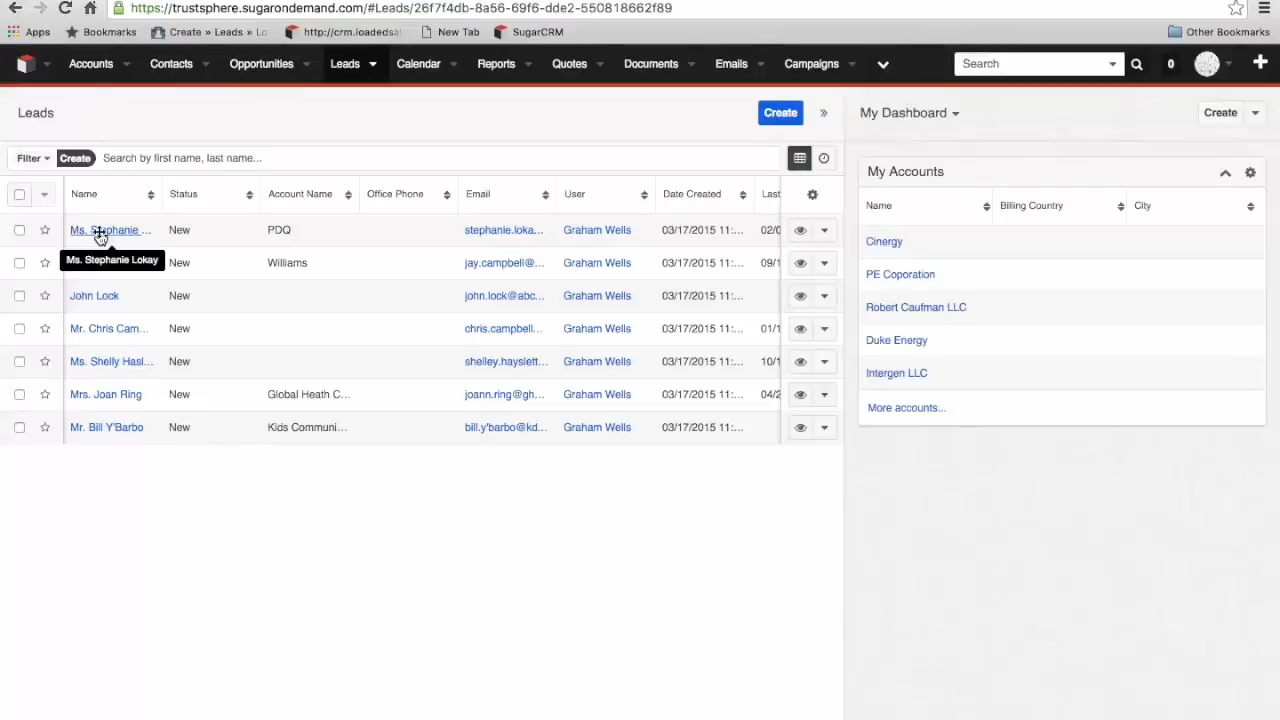 https://trustsphere.sugarondemand.com/#Leads/26f7f4db-8a56-69f6-dde2-550818662f89
Apps Bookmarks Create » Leads » Lo http://crm.loadedsal New Tab SugarCRM Other Bookmarks
Accounts Contacts Opportunities Leads Calendar Reports Quotes Documents Emails Campaigns Search 0
Leads Create » My Dashboard Create
Filter Create Search by first name, last name...
My Accounts
Name Status Account Name Office Phone Email User Date Created Last
Name Billing Country City
Ms. Stephanie ... New PDQ stephanie.loka... Graham Wells 03/17/2015 11:... 02/0
Ms. Stephanie Lokay
New Williams jay.campbell@... Graham Wells 03/17/2015 11:... 09/1
John Lock New john.lock@abc... Graham Wells 03/17/2015 11:...
Mr. Chris Cam... New chris.campbell... Graham Wells 03/17/2015 11:... 01/1
Ms. Shelly Hasl... New shelley.hayslett... Graham Wells 03/17/2015 11:... 10/1
Mrs. Joan Ring New Global Heath C... joann.ring@gh... Graham Wells 03/17/2015 11:... 04/2
Mr. Bill Y'Barbo New Kids Communi... bill.y'barbo@kd... Graham Wells 03/17/2015 11:...
Cinergy
PE Coporation
Robert Caufman LLC
Duke Energy
Intergen LLC
More accounts...